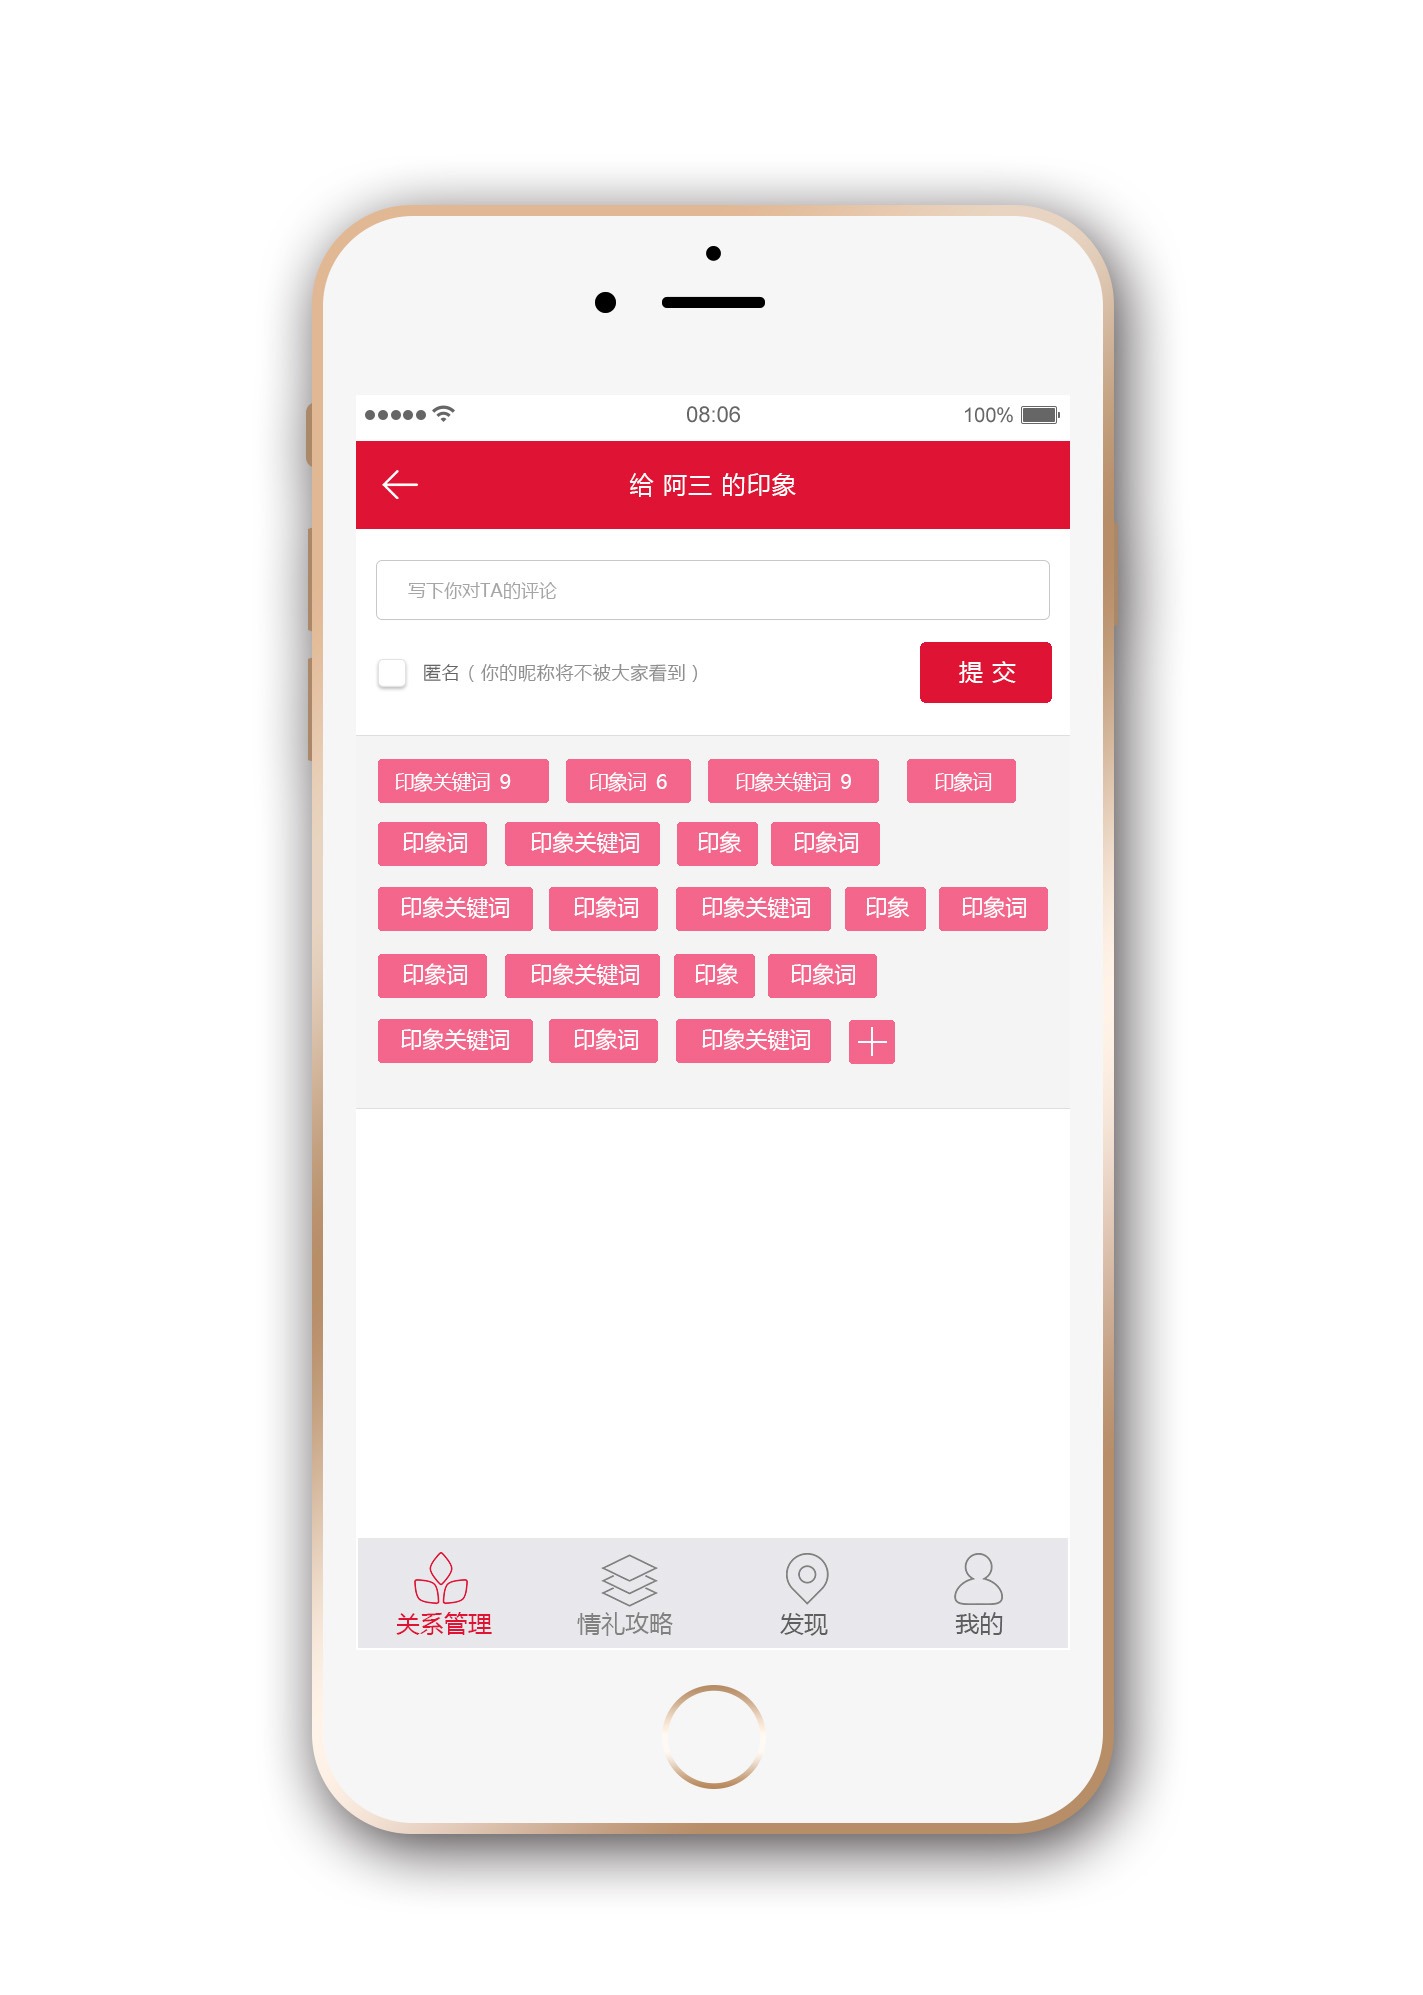 08:06 100%
给 阿三 的印象
写下你对TA的评论
匿名（你的昵称将不被大家看到） 提 交
印象关键词 9 印象词 6 印象关键词 9 印象词
印象词 印象关键词 印象 印象词
印象关键词 印象词 印象关键词 印象 印象词
印象词 印象关键词 印象 印象词
印象关键词 印象词 印象关键词
关系管理 情礼攻略 发现 我的